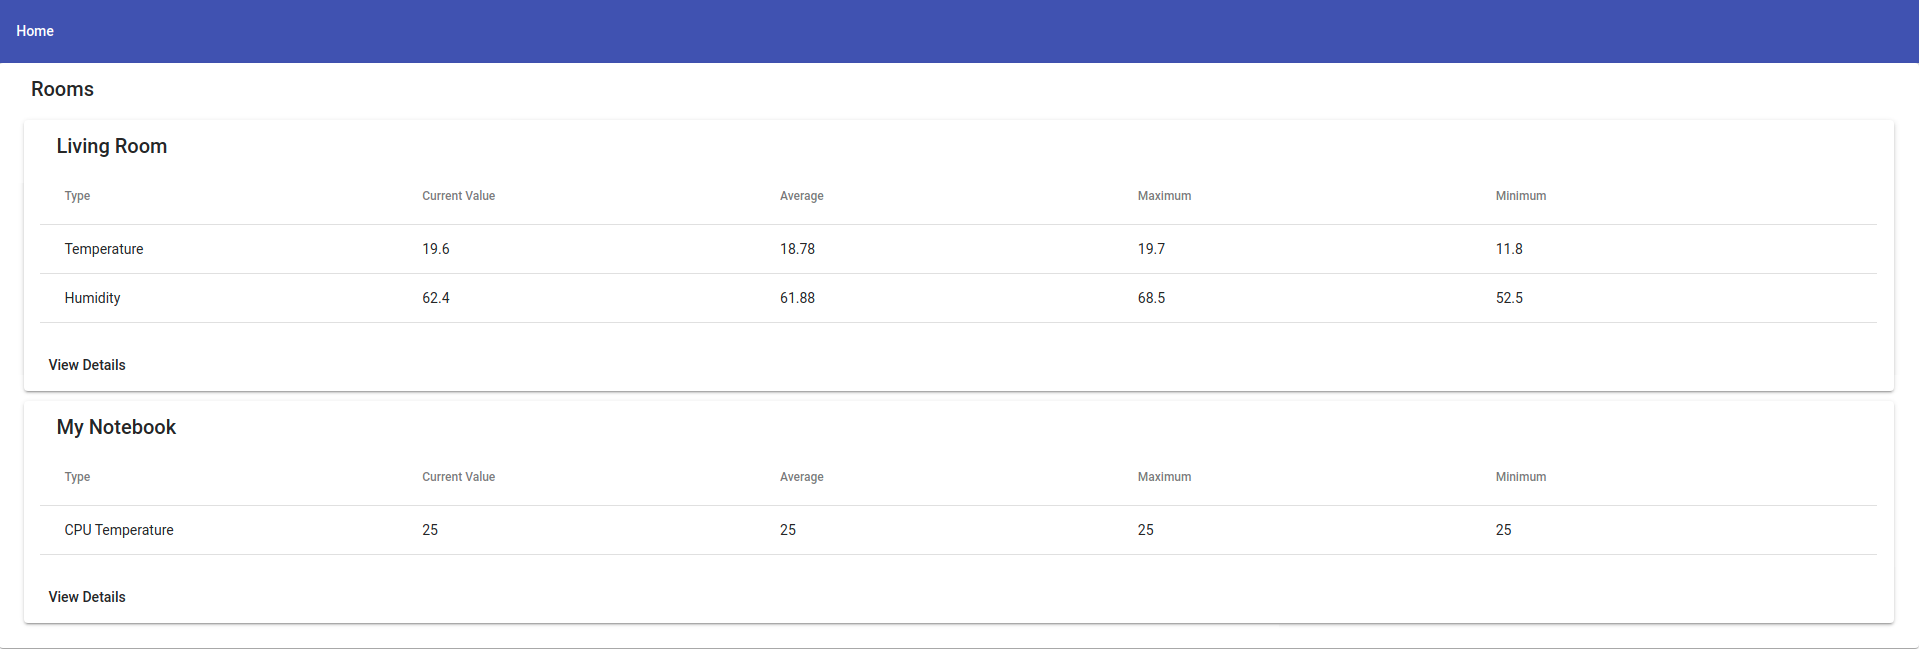 Home
Rooms
Living Room
Type Current Value Average Maximum Minimum
Temperature 19.6 18.78 19.7 11.8
Humidity 62.4 61.88 68.5 52.5
View Details
My Notebook
Type Current Value Average Maximum Minimum
CPU Temperature 25 25 25 25
View Details